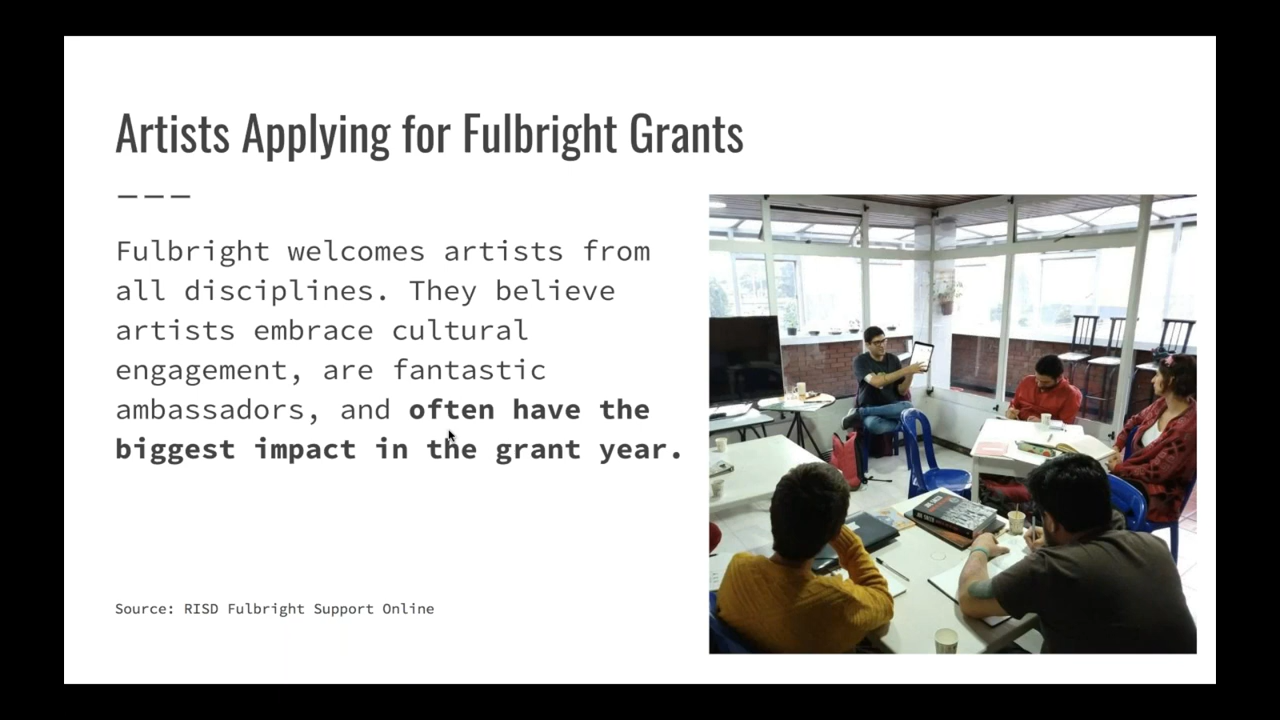 Artists Applying for Fulbright Grants
Fulbright welcomes artists from
all disciplines. They believe
artists embrace cultural
engagement, are fantastic
ambassadors, and often have the
biggest impact in the grant year.
Source: RISD Fulbright Support Online